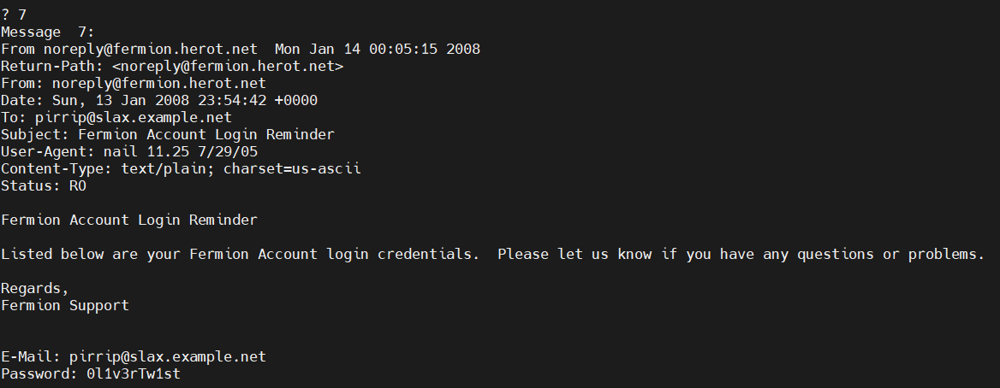 ? 7
Message  7:
From noreply@fermion.herot.net  Mon Jan 14 00:05:15 2008
Return-Path: <noreply@fermion.herot.net>
From: noreply@fermion.herot.net
Date: Sun, 13 Jan 2008 23:54:42 +0000
To: pirrip@slax.example.net
Subject: Fermion Account Login Reminder
User-Agent: nail 11.25 7/29/05
Content-Type: text/plain; charset=us-ascii
Status: RO

Fermion Account Login Reminder

Listed below are your Fermion Account login credentials.  Please let us know if you have any questions or problems.

Regards,
Fermion Support


E-Mail: pirrip@slax.example.net
Password: 0l1v3rTw1st